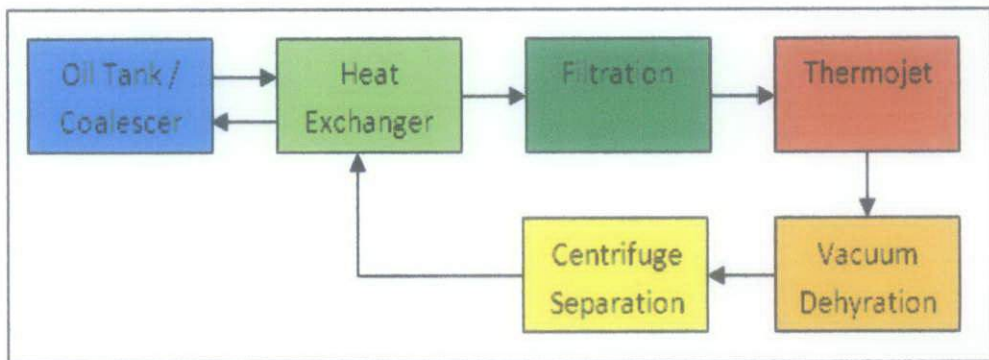 Oil Tank /
Coalescer
Heat
Exchanger
Filtration
Thermojet
Centrifuge
Separation
Vacuum
Dehyration